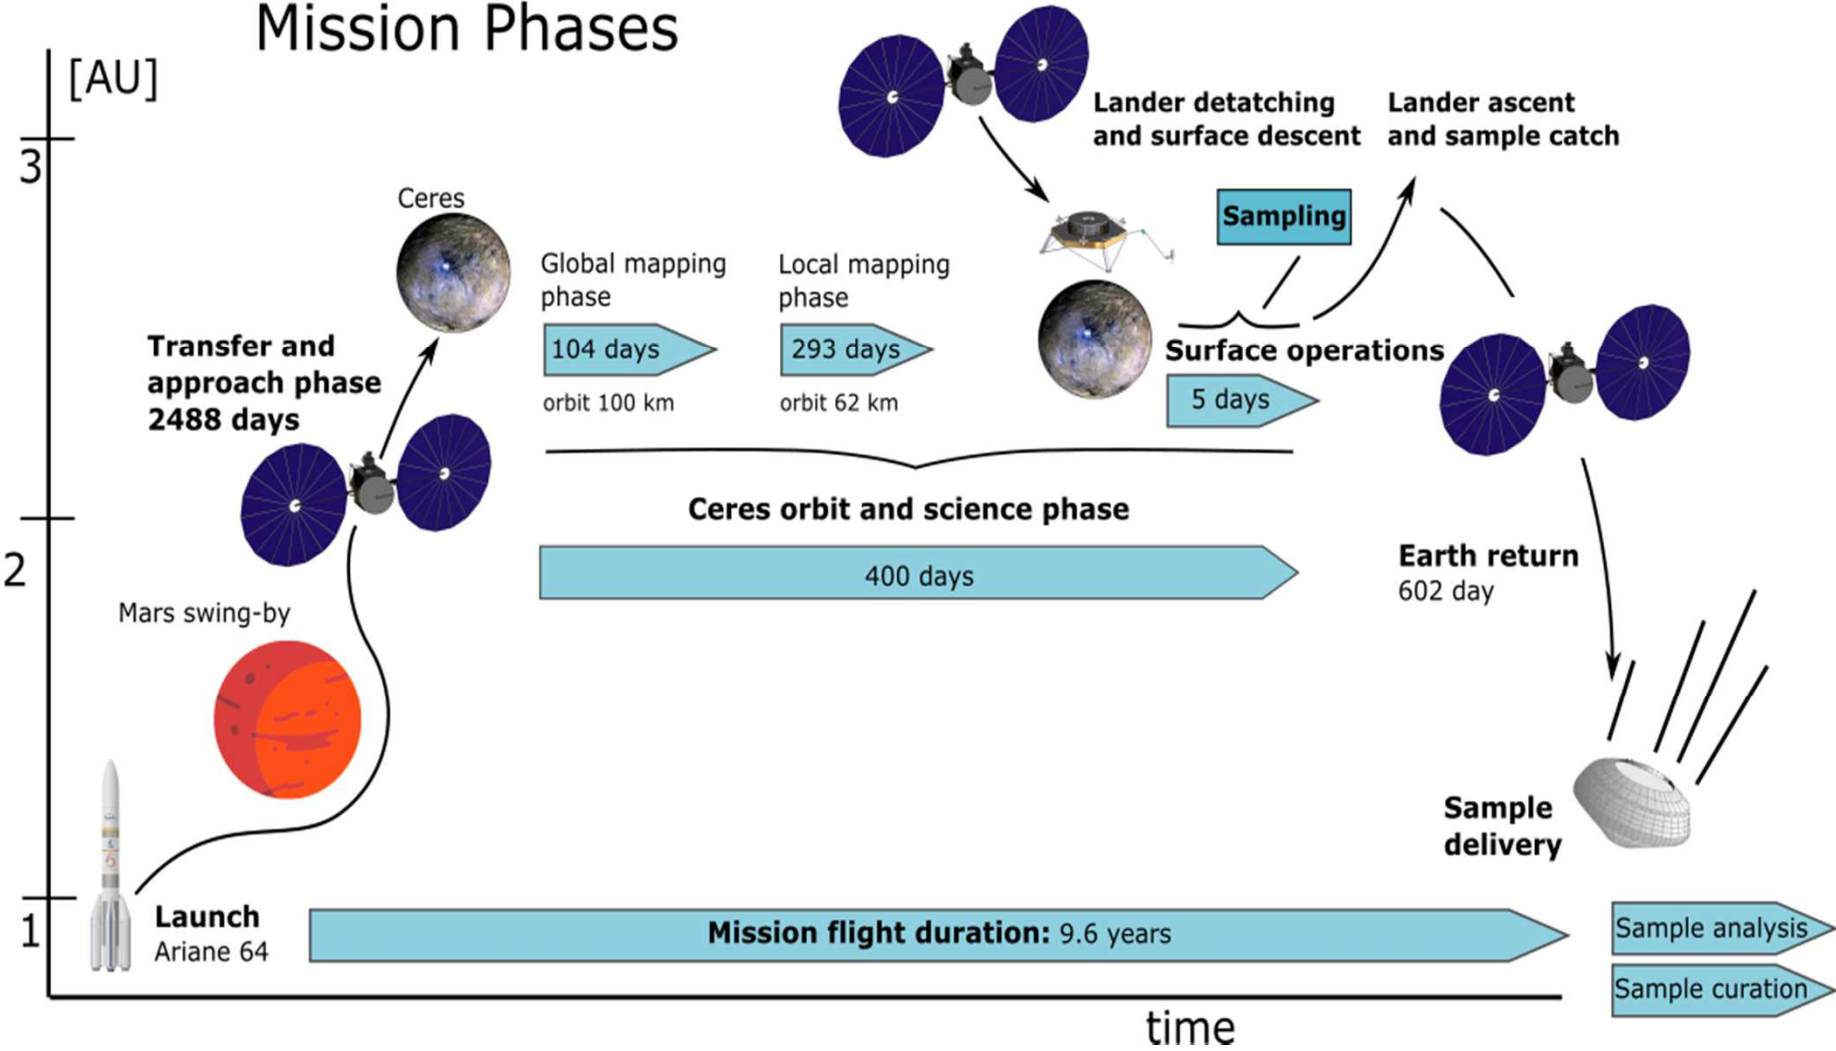 Mission Phases
[AU]
3
2
1
Lander detatching
and surface descent
Lander ascent
and sample catch
Ceres
Sampling
Global mapping
phase
104 days
orbit 100 km
Local mapping
phase
293 days
orbit 62 km
Transfer and
approach phase
2488 days
Surface operations
5 days
Ceres orbit and science phase
400 days
Earth return
602 day
Mars swing-by
Sample
delivery
Launch
Ariane 64
Mission flight duration: 9.6 years
Sample analysis
Sample curation
time